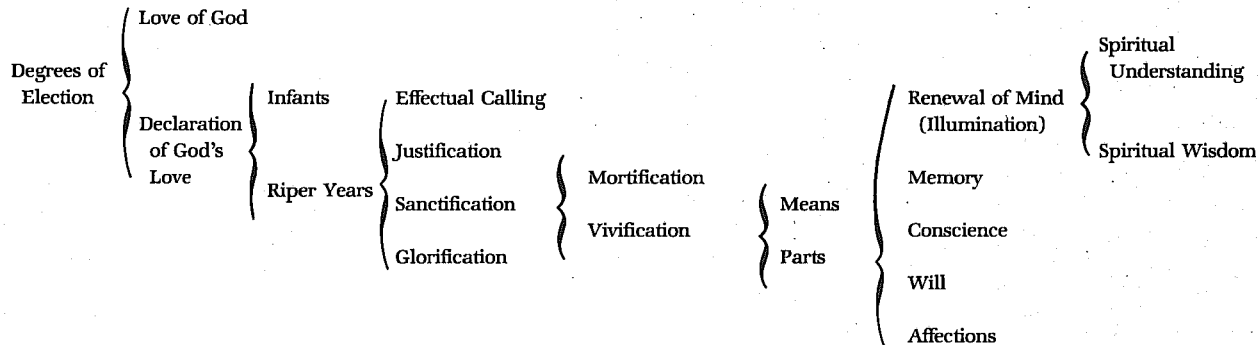 Degrees of
Election
Love of God
Declaration
of God's
Love
Infants
Riper Years
Effectual Calling
Justification
Sanctification
Glorification
Mortification
Vivification
Means
Parts
Renewal of Mind
(Illumination)
Memory
Conscience
Will
Affections
Spiritual
Understanding
Spiritual Wisdom